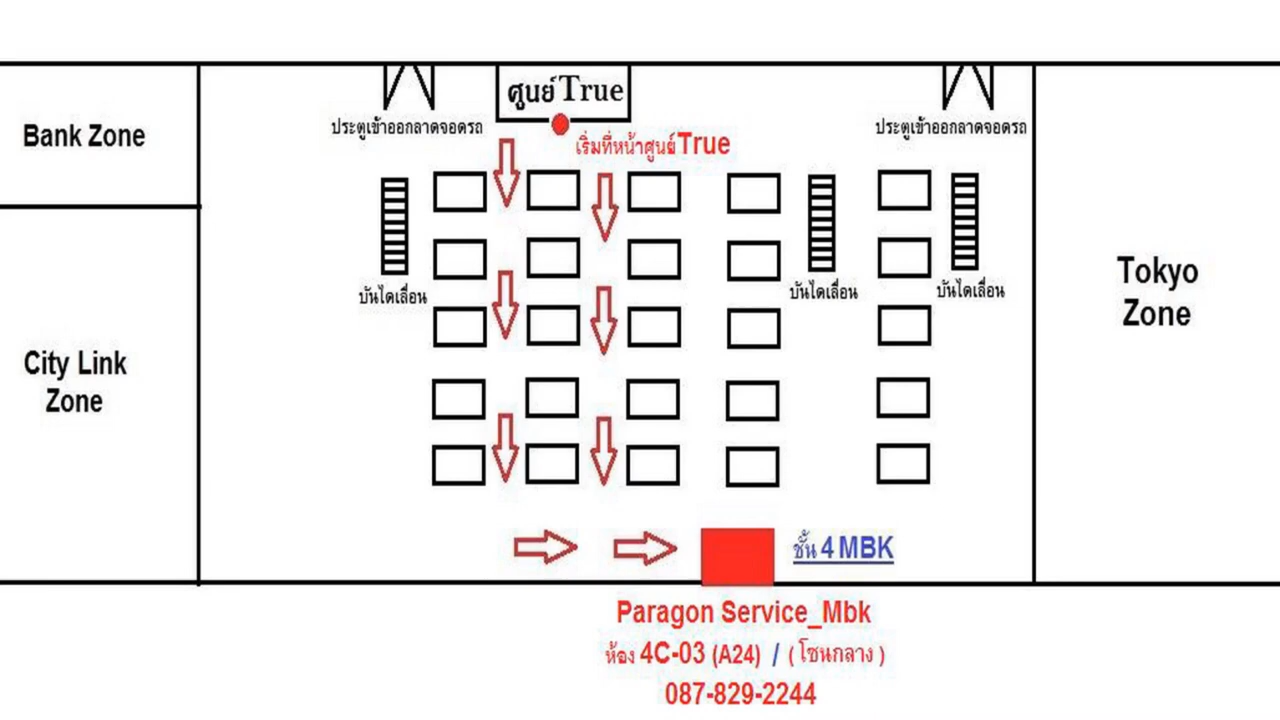 ศูนย์True
ประตูเข้าออกลาดจอดรถ
ประตูเข้าออกลาดจอดรถ
Bank Zone
เริ่มที่หน้าศูนย์True
บันไดเลื่อน
บันไดเลื่อน
บันไดเลื่อน
Tokyo
Zone
City Link
Zone
ชั้น 4 MBK
Paragon Service_Mbk
ห้อง 4C-03 (A24) / ( โซนกลาง )
087-829-2244